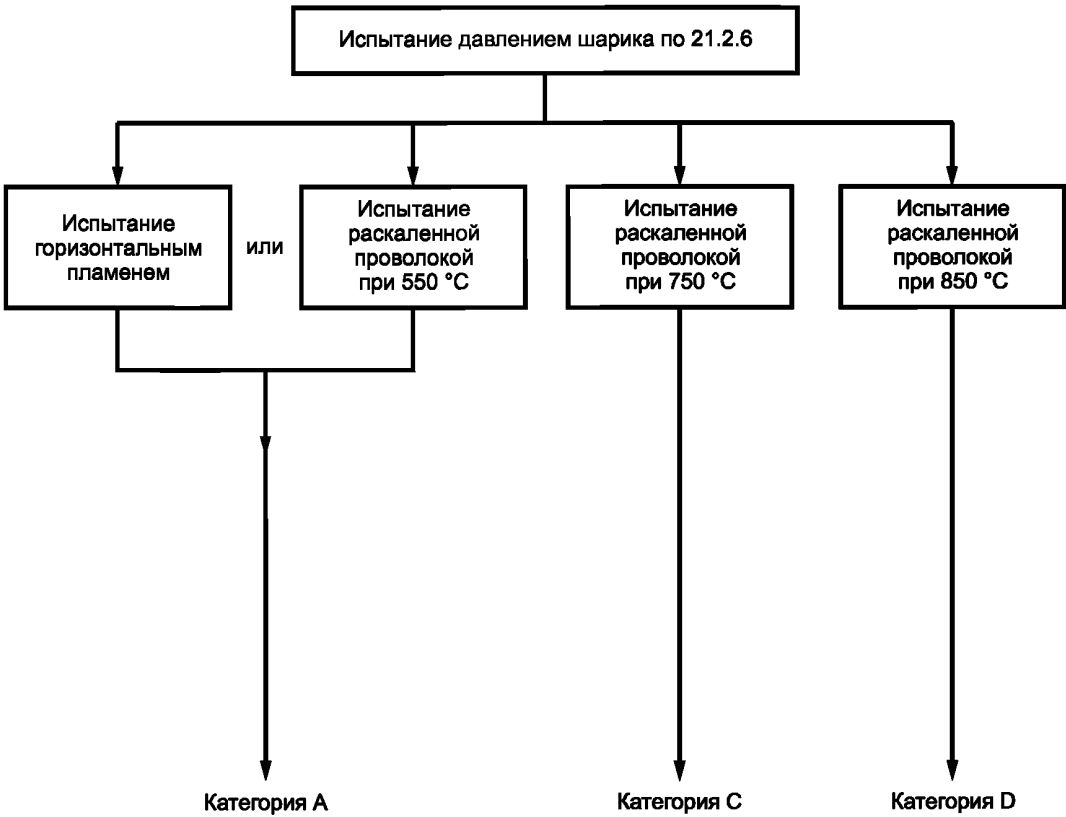 Испытание давлением шарика по 21.2.6
Испытание
горизонтальным
пламенем
или
Испытание
раскаленной
проволокой
при 550 °C
Испытание
раскаленной
проволокой
при 750 °C
Испытание
раскаленной
проволокой
при 850 °C
Категория A
Категория C
Категория D